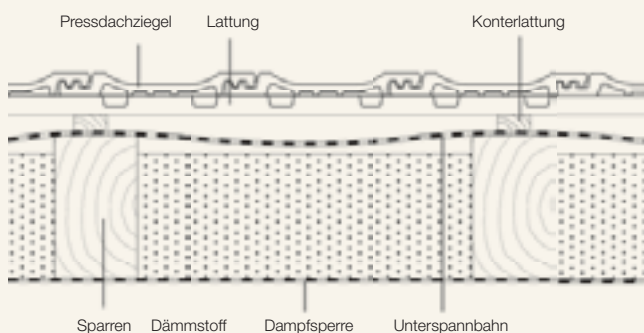 Pressdachziegel Lattung Konterlattung
Sparren Dämmstoff Dampfsperre Unterspannbahn